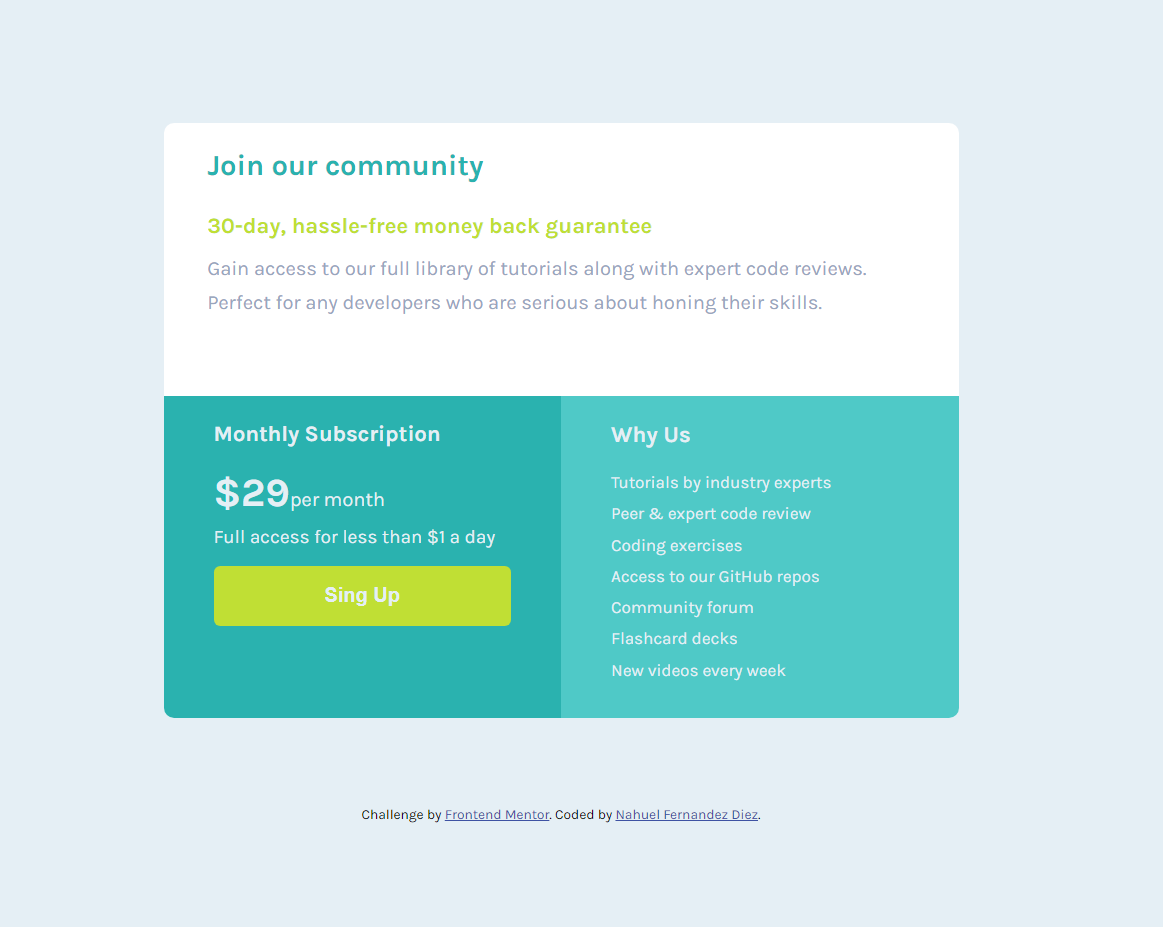 Join our community
30-day, hassle-free money back guarantee
Gain access to our full library of tutorials along with expert code reviews.
Perfect for any developers who are serious about honing their skills.
Monthly Subscription
$29per month
Full access for less than $1 a day
Sing Up
Why Us
Tutorials by industry experts
Peer & expert code review
Coding exercises
Access to our GitHub repos
Community forum
Flashcard decks
New videos every week
Challenge by Frontend Mentor. Coded by Nahuel Fernandez Diez.